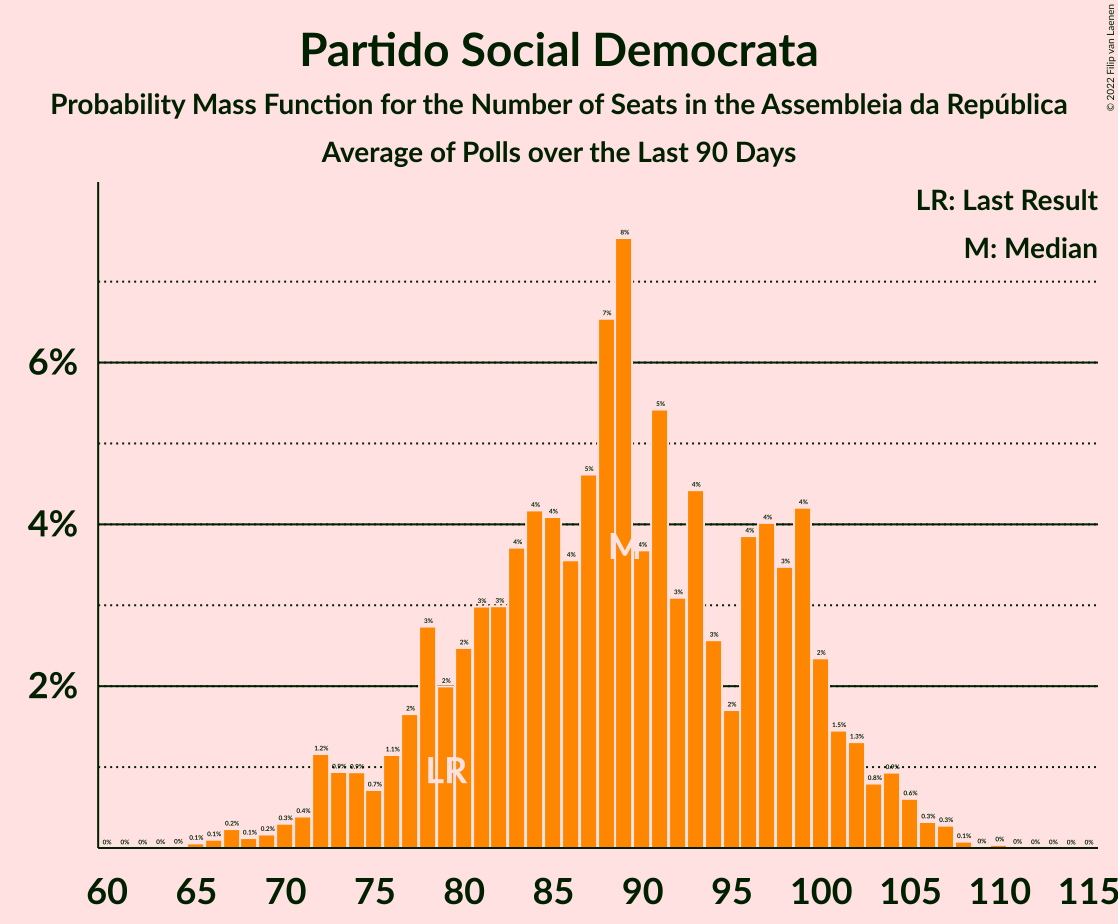 Partido Social Democrata
Probability Mass Function for the Number of Seats in the Assembleia da República
Average of Polls over the Last 90 Days
© 2022 Filip van Laenen
LR: Last Result
M: Median
6%
4%
2%
0% 0% 0% 0% 0% 0.1% 0.1% 0.2% 0.1% 0.2% 0.3% 0.4% 1.2% 0.9% 0.9% 0.7% 1.1% 2% 3% 2% 2% 3% 3% 4% 4% 4% 4% 5% 7% 8% 4% 5% 3% 4% 3% 2% 4% 4% 3% 4% 2% 1.5% 1.3% 0.8% 0.9% 0.6% 0.3% 0.3% 0.1% 0% 0% 0% 0% 0% 0% 0%
M
LR
60 65 70 75 80 85 90 95 100 105 110 115